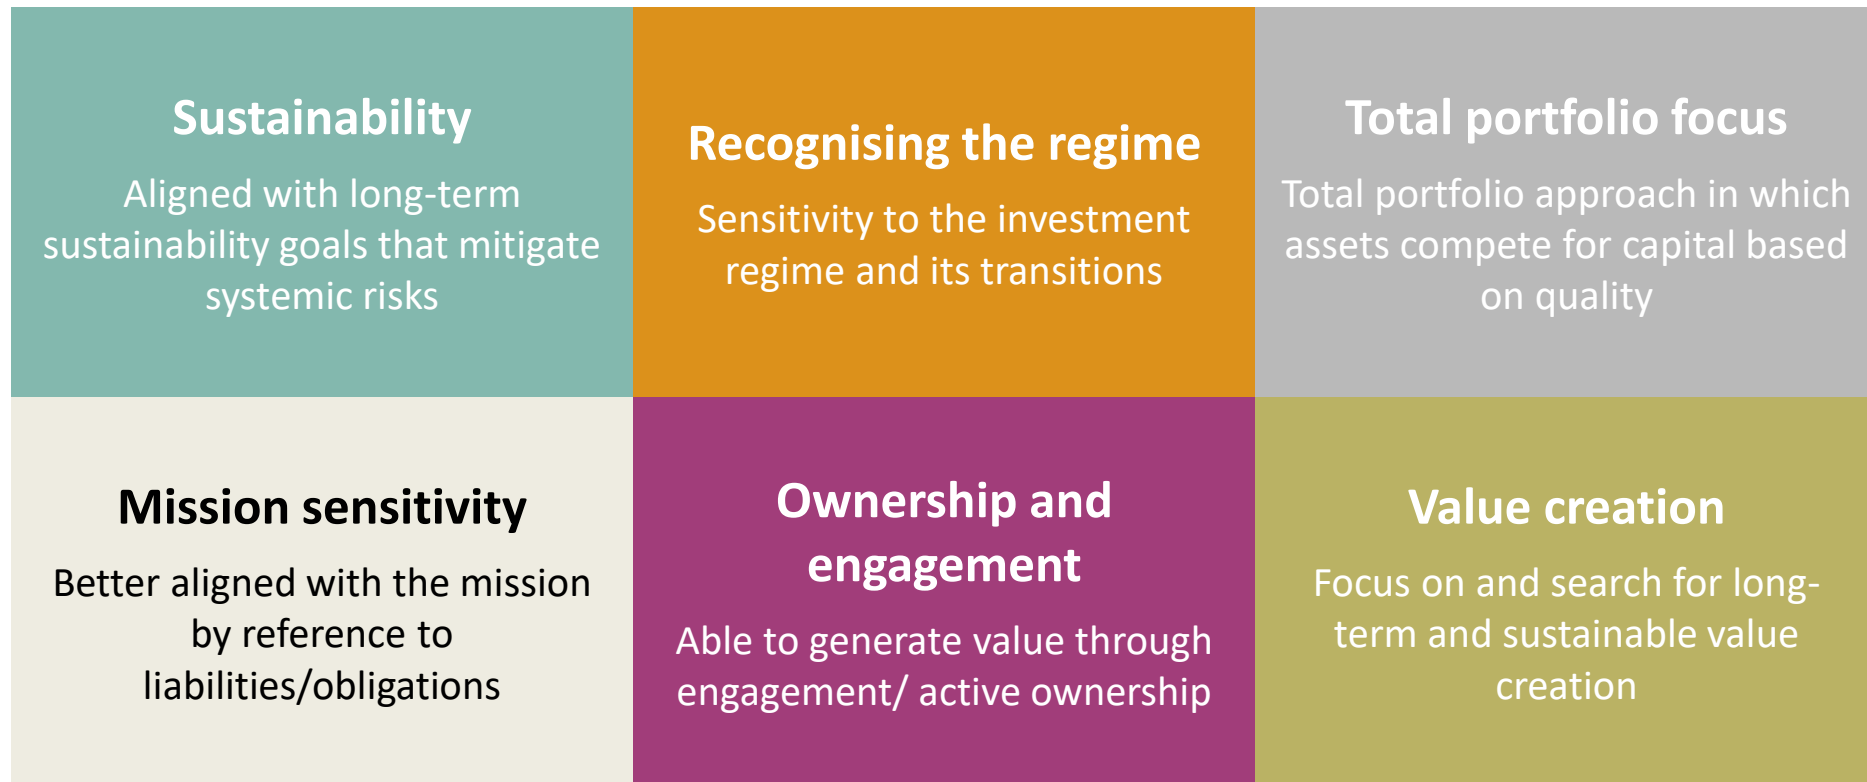 Sustainability
Aligned with long-term
sustainability goals that mitigate
systemic risks
Recognising the regime
Sensitivity to the investment
regime and its transitions
Total portfolio focus
Total portfolio approach in which
assets compete for capital based
on quality
Mission sensitivity
Better aligned with the mission
by reference to
liabilities/obligations
Ownership and
engagement
Able to generate value through
engagement/ active ownership
Value creation
Focus on and search for long-
term and sustainable value
creation